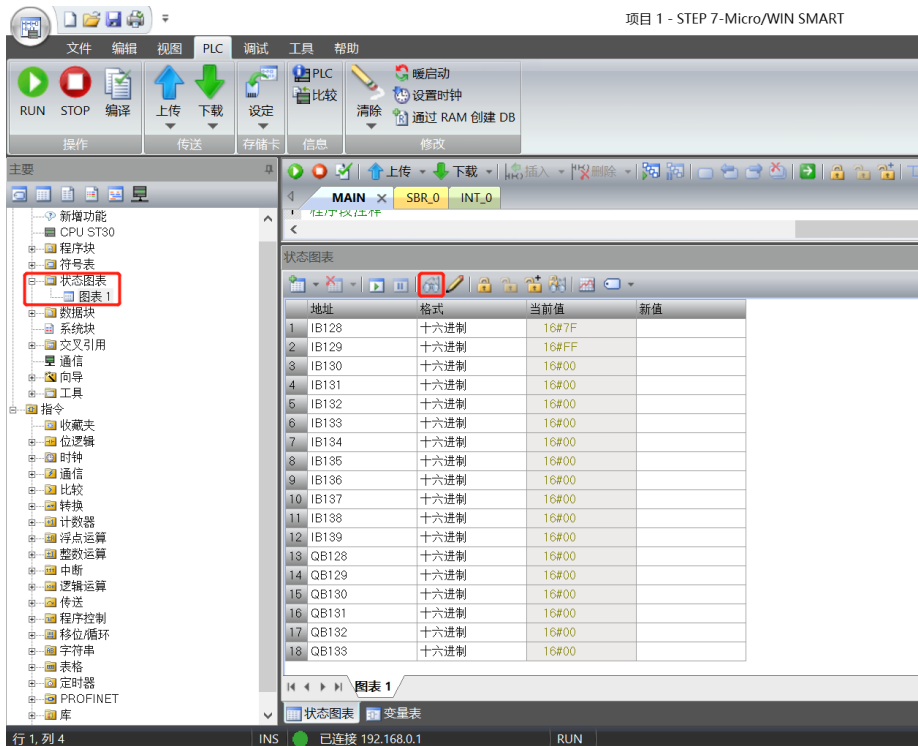 项目 1 - STEP 7-Micro/WIN SMART
文件 编辑 视图 PLC 调试 工具 帮助
RUN STOP 编译 上传 下载 设定 PLC 比较 清除 暖启动 设置时钟 通过 RAM 创建 DB
操作 传送 存储卡 信息 修改
主要
新增功能
CPU ST30
程序块
符号表
状态图表
图表 1
数据块
系统块
交叉引用
通信
向导
工具
指令
收藏夹
位逻辑
时钟
通信
比较
转换
计数器
浮点运算
整数运算
中断
逻辑运算
传送
程序控制
移位/循环
字符串
表格
定时器
PROFINET
库
上传 下载 插入 删除
MAIN × SBR_0 INT_0
1 程序段注释
状态图表
地址 格式 当前值 新值
1 IB128 十六进制 16#7F
2 IB129 十六进制 16#FF
3 IB130 十六进制 16#00
4 IB131 十六进制 16#00
5 IB132 十六进制 16#00
6 IB133 十六进制 16#00
7 IB134 十六进制 16#00
8 IB135 十六进制 16#00
9 IB136 十六进制 16#00
10 IB137 十六进制 16#00
11 IB138 十六进制 16#00
12 IB139 十六进制 16#00
13 QB128 十六进制 16#00
14 QB129 十六进制 16#00
15 QB130 十六进制 16#00
16 QB131 十六进制 16#00
17 QB132 十六进制 16#00
18 QB133 十六进制 16#00
图表 1
状态图表 变量表
行 1, 列 4 INS 已连接 192.168.0.1 RUN